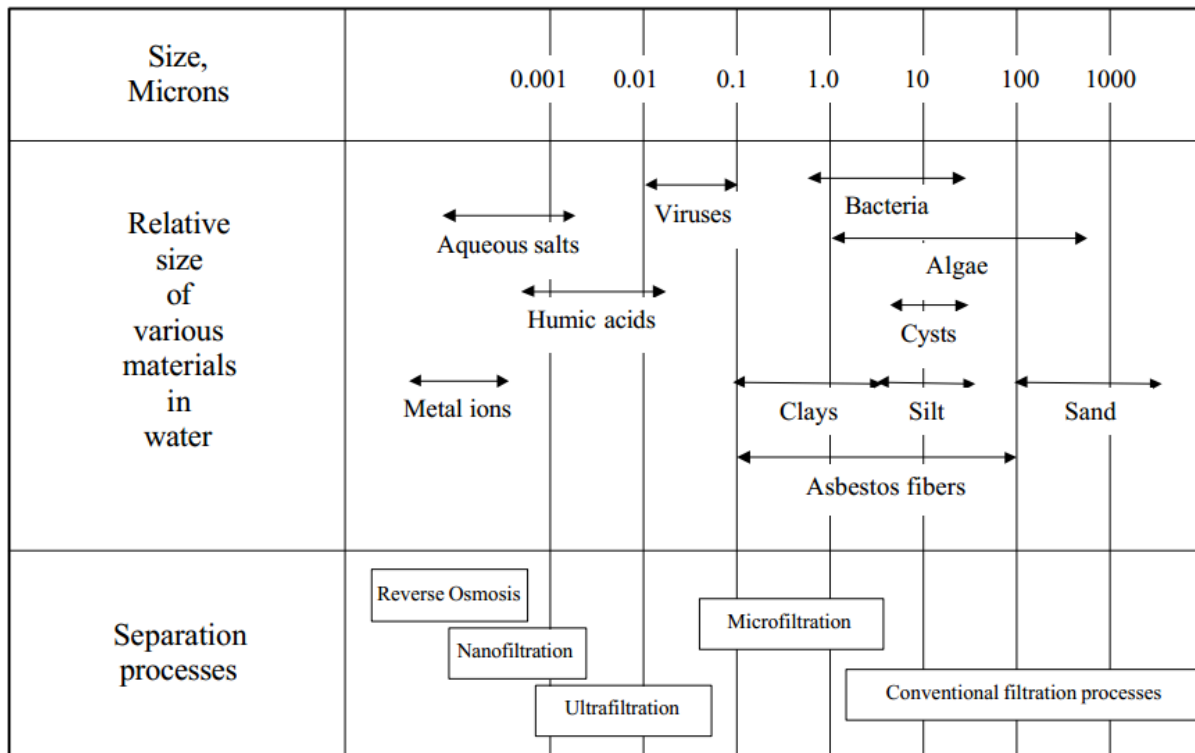 Size,
Microns
0.001 0.01 0.1 1.0 10 100 1000
Relative
size
of
various
materials
in
water
Viruses
Bacteria
Aqueous salts
Algae
Humic acids
Cysts
Metal ions
Clays
Silt
Sand
Asbestos fibers
Separation
processes
Reverse Osmosis
Microfiltration
Nanofiltration
Conventional filtration processes
Ultrafiltration